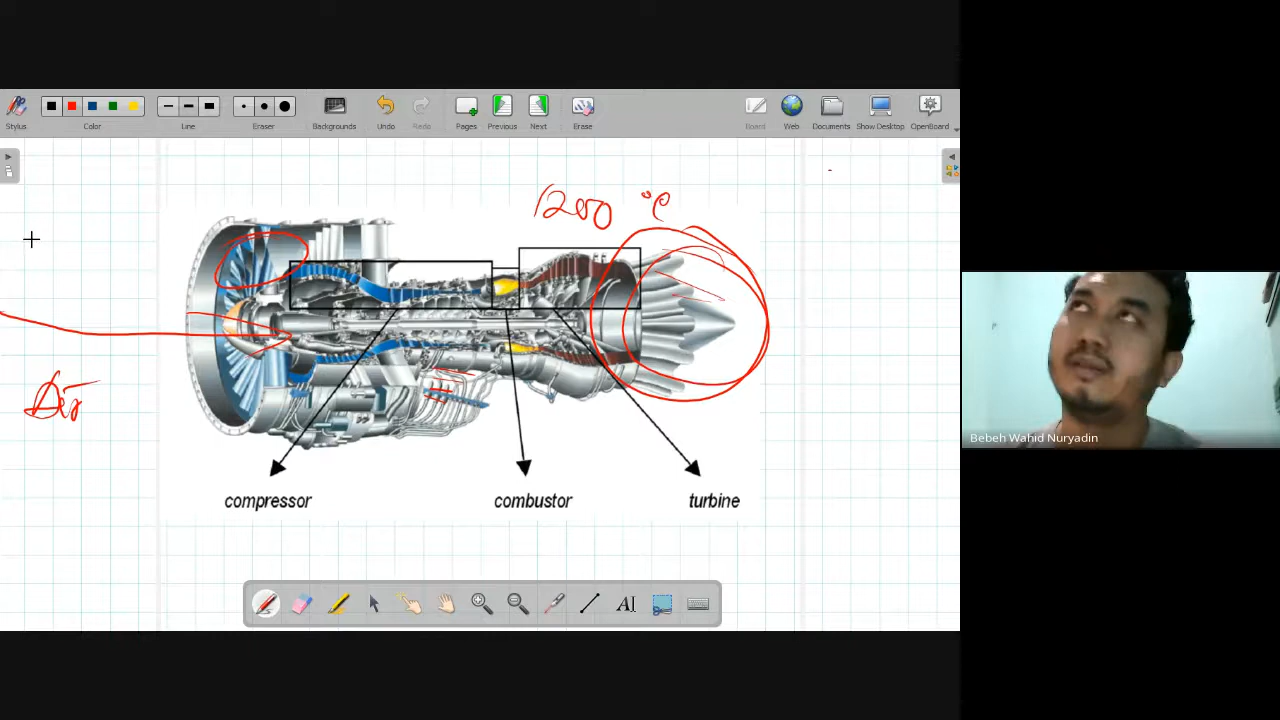 Stylus
Color
Line
Eraser
Backgrounds
Undo
Redo
Pages
Previous
Next
Erase
Board
Web
Documents
Show Desktop
OpenBoard
1200 °C
compressor
combustor
turbine
AI
Bebeh Wahid Nuryadin